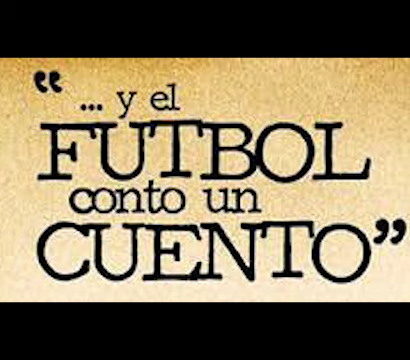 “ ... y el
FUTBOL
conto un
CUENTO”